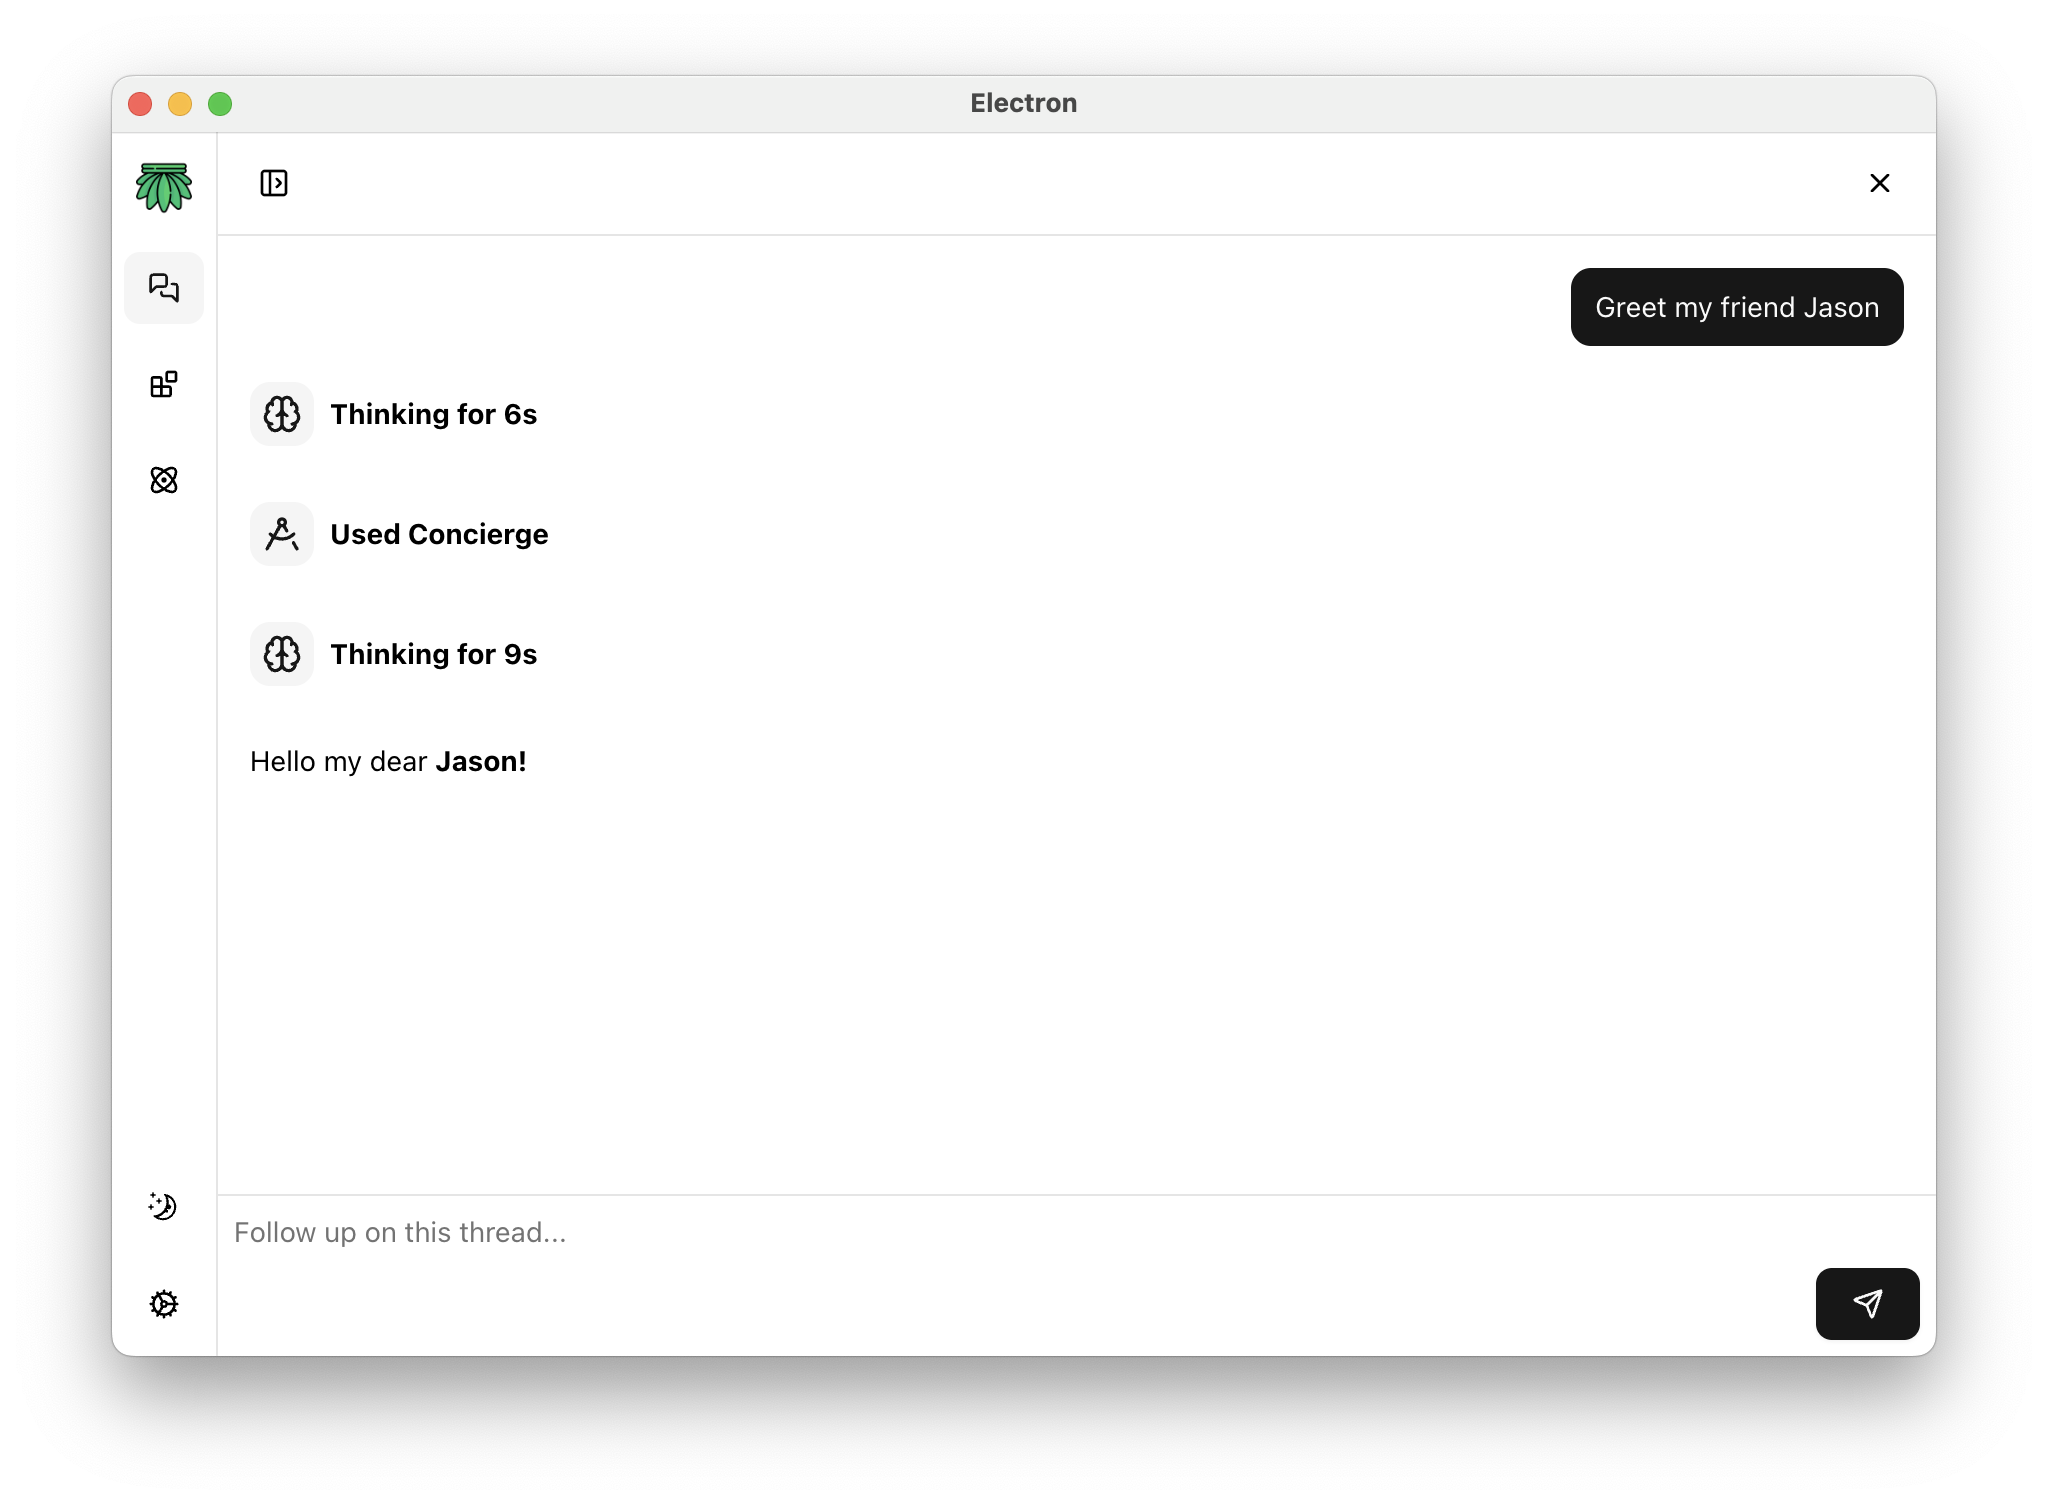 Electron
Greet my friend Jason
Thinking for 6s
Used Concierge
Thinking for 9s
Hello my dear Jason!
Follow up on this thread...